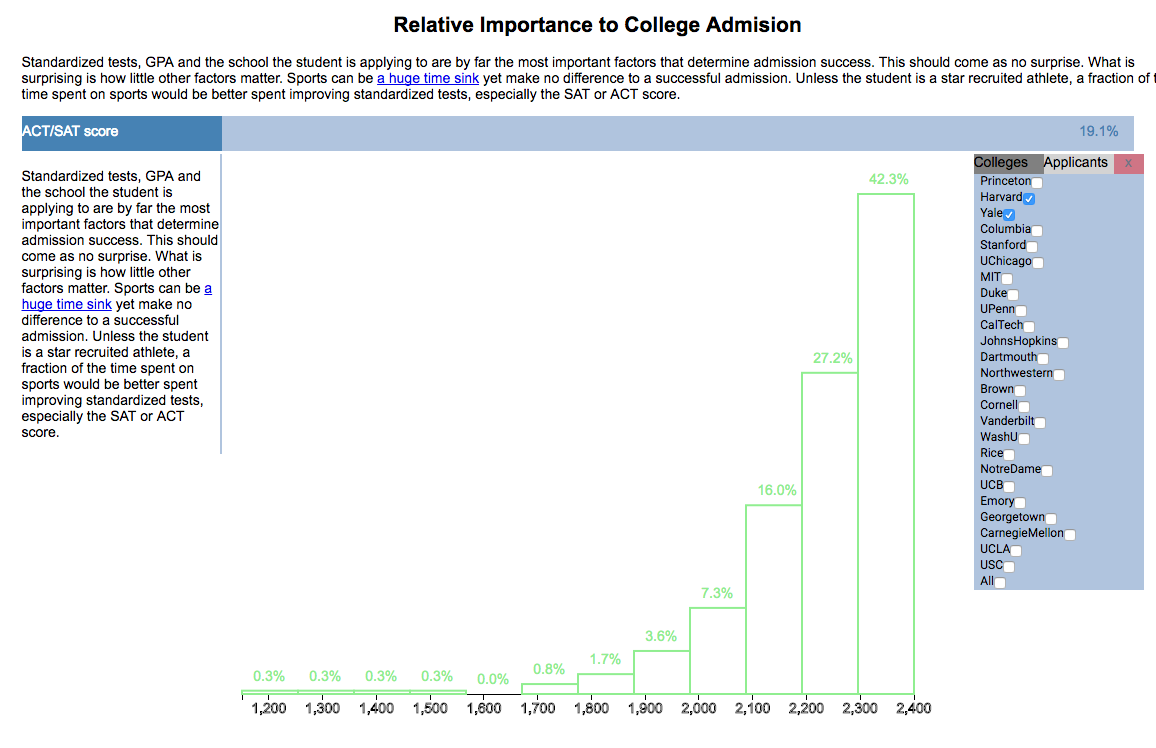 Relative Importance to College Admision
Standardized tests, GPA and the school the student is applying to are by far the most important factors that determine admission success. This should come as no surprise. What is
surprising is how little other factors matter. Sports can be a huge time sink yet make no difference to a successful admission. Unless the student is a star recruited athlete, a fraction of
time spent on sports would be better spent improving standardized tests, especially the SAT or ACT score.
ACT/SAT score
19.1%
Standardized tests, GPA and
the school the student is
applying to are by far the most
important factors that determine
admission success. This should
come as no surprise. What is
surprising is how little other
factors matter. Sports can be a
huge time sink yet make no
difference to a successful
admission. Unless the student
is a star recruited athlete, a
fraction of the time spent on
sports would be better spent
improving standardized tests,
especially the SAT or ACT
score.
0.3%
0.3%
0.3%
0.3%
0.0%
0.8%
1.7%
3.6%
7.3%
16.0%
27.2%
42.3%
1,200
1,300
1,400
1,500
1,600
1,700
1,800
1,900
2,000
2,100
2,200
2,300
2,400
Colleges Applicants x
Princeton
Harvard
Yale
Columbia
Stanford
UChicago
MIT
Duke
UPenn
CalTech
JohnsHopkins
Dartmouth
Northwestern
Brown
Cornell
Vanderbilt
WashU
Rice
NotreDame
UCB
Emory
Georgetown
CarnegieMellon
UCLA
USC
All